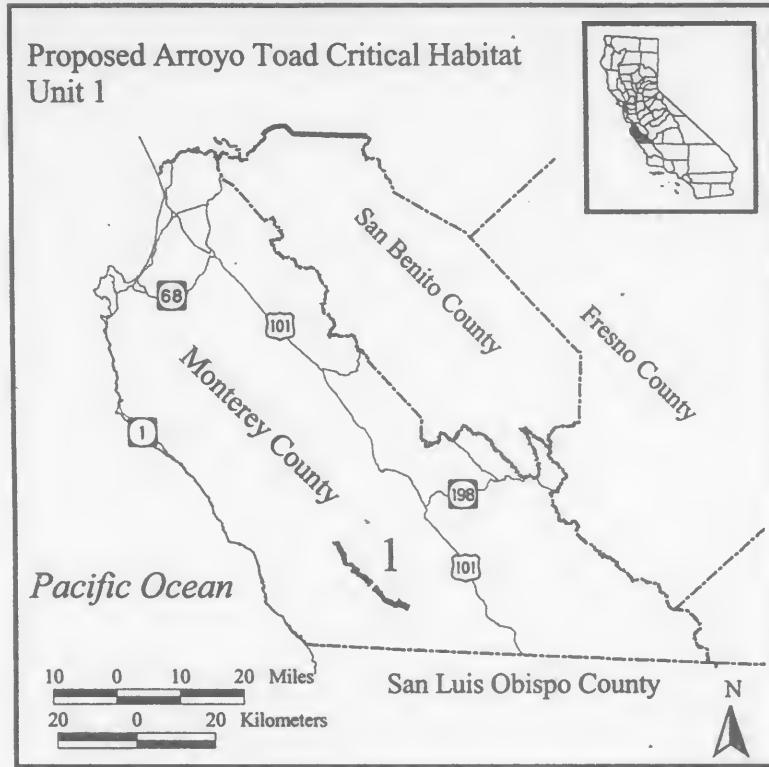 Proposed Arroyo Toad Critical Habitat
Unit 1
San Benito County
68
101
Fresno County
Monterey County
1
198
1
101
Pacific Ocean
10 0 10 20 Miles
San Luis Obispo County
N
20 0 20 Kilometers